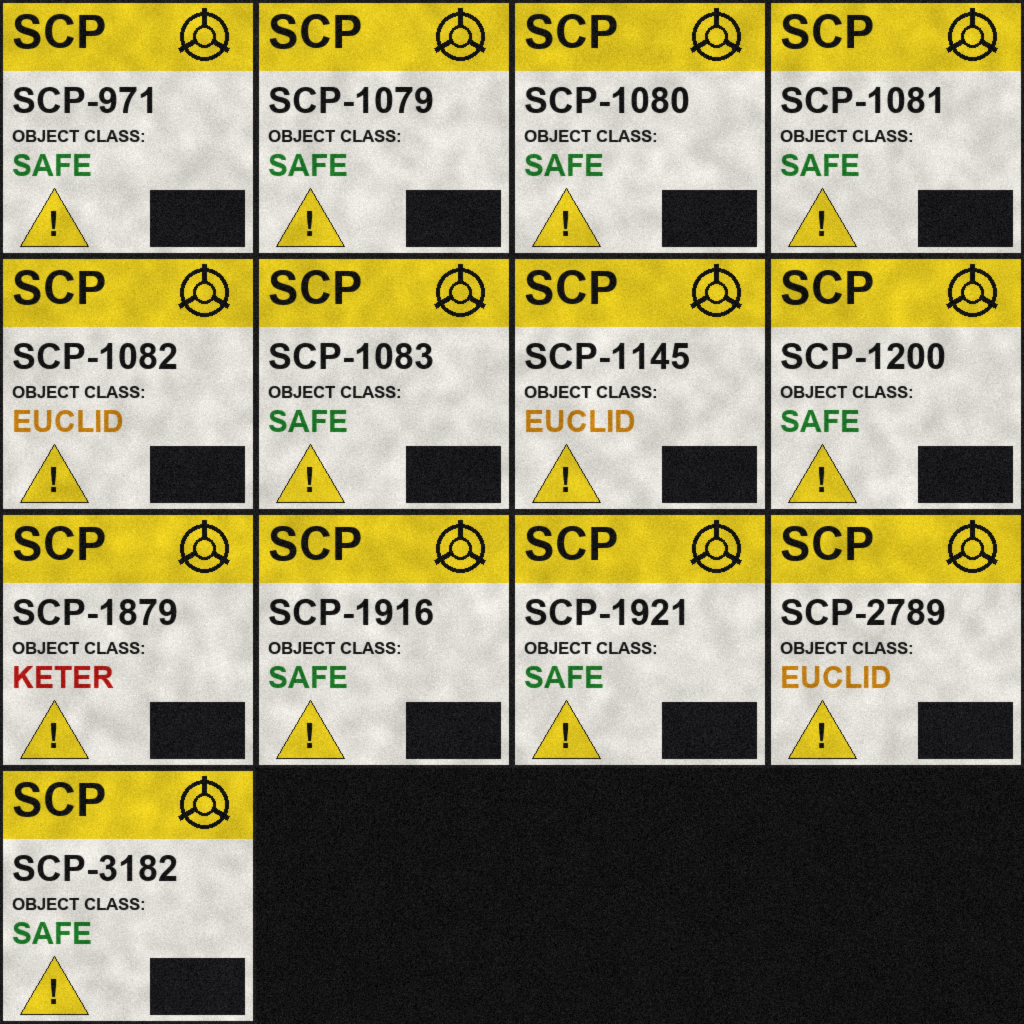 SCP
SCP-971
OBJECT CLASS:
SAFE
!
SCP
SCP-1079
OBJECT CLASS:
SAFE
!
SCP
SCP-1080
OBJECT CLASS:
SAFE
!
SCP
SCP-1081
OBJECT CLASS:
SAFE
!
SCP
SCP-1082
OBJECT CLASS:
EUCLID
!
SCP
SCP-1083
OBJECT CLASS:
SAFE
!
SCP
SCP-1145
OBJECT CLASS:
EUCLID
!
SCP
SCP-1200
OBJECT CLASS:
SAFE
!
SCP
SCP-1879
OBJECT CLASS:
KETER
!
SCP
SCP-1916
OBJECT CLASS:
SAFE
!
SCP
SCP-1921
OBJECT CLASS:
SAFE
!
SCP
SCP-2789
OBJECT CLASS:
EUCLID
!
SCP
SCP-3182
OBJECT CLASS:
SAFE
!